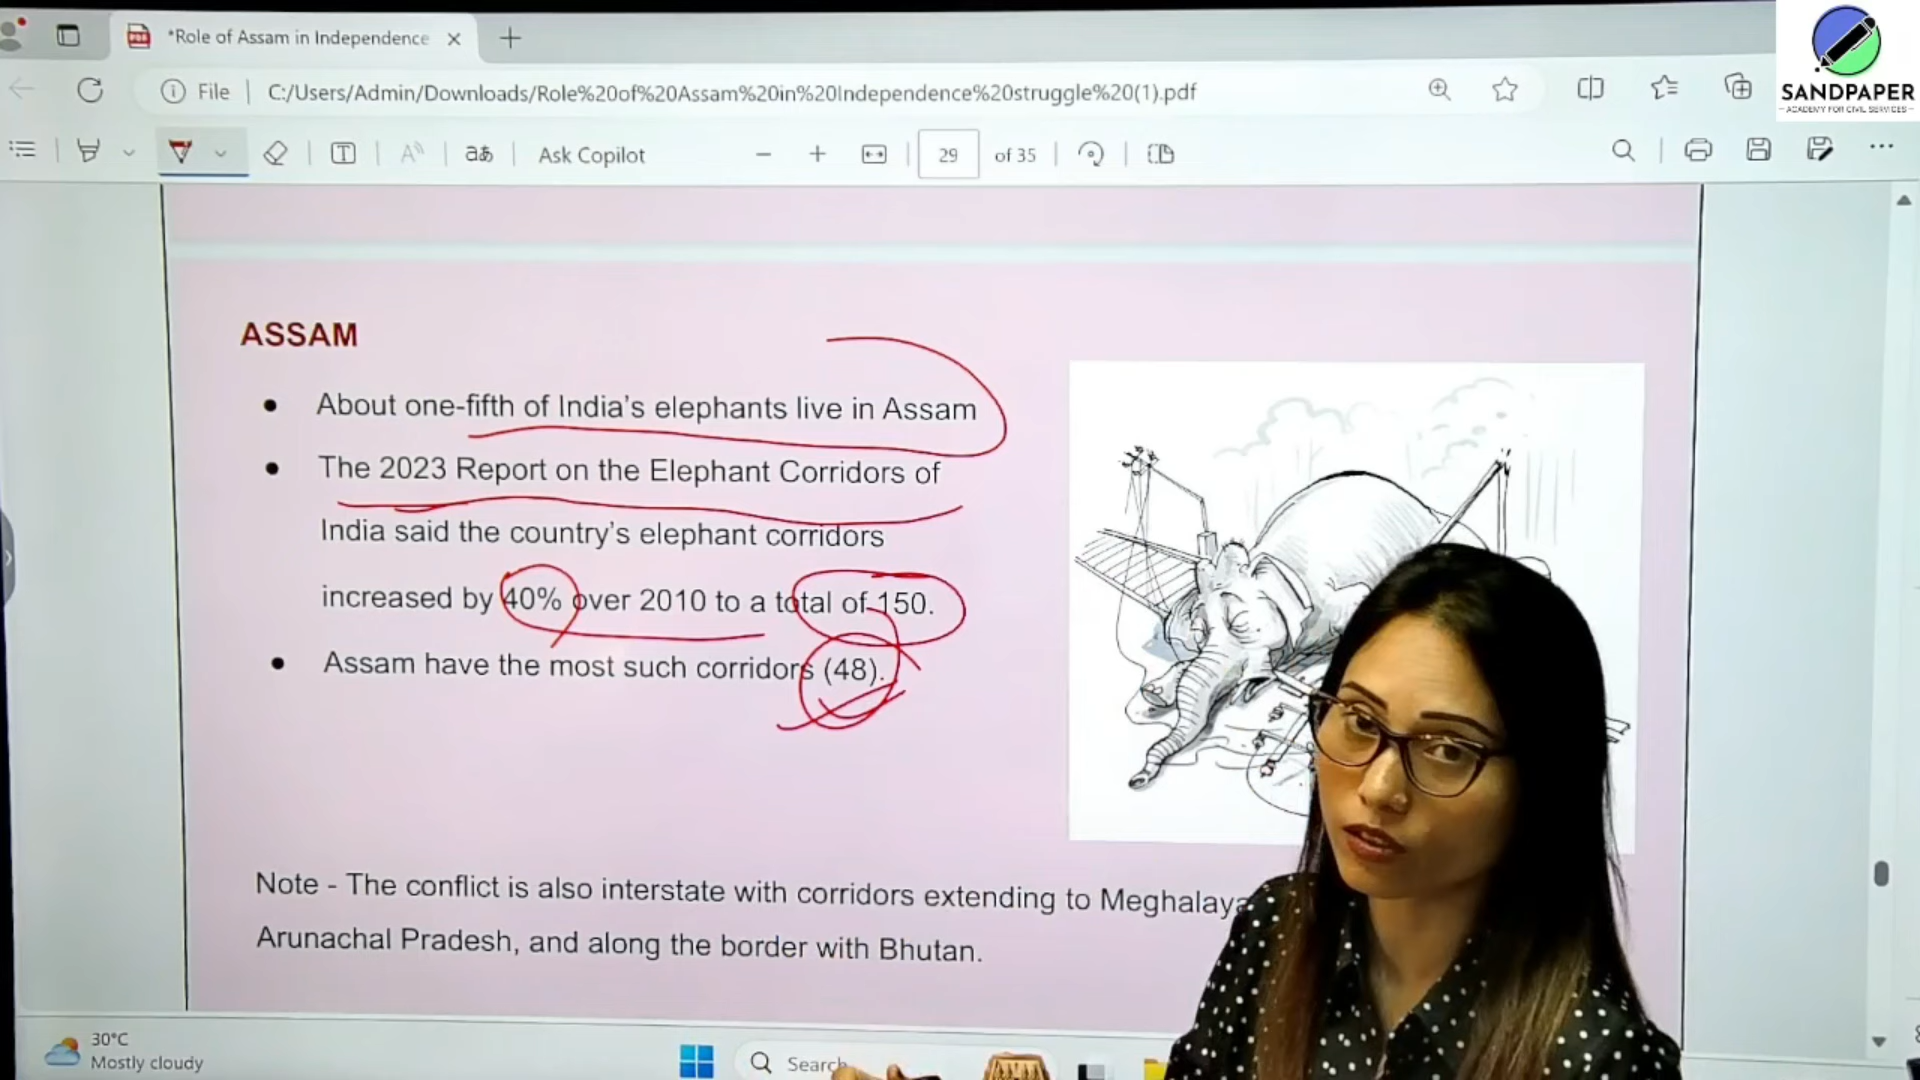 *Role of Assam in Independence
SANDPAPER
ACADEMY FOR CIVIL SERVICES
File
C:/Users/Admin/Downloads/Role%20of%20Assam%20in%20Independence%20struggle%20(1).pdf
Ask Copilot
29 of 35
ASSAM
• About one-fifth of India's elephants live in Assam
• The 2023 Report on the Elephant Corridors of
India said the country's elephant corridors
increased by 40% over 2010 to a total of 150.
• Assam have the most such corridors (48).
Note - The conflict is also interstate with corridors extending to Meghalaya
Arunachal Pradesh, and along the border with Bhutan.
30°C
Mostly cloudy
Search